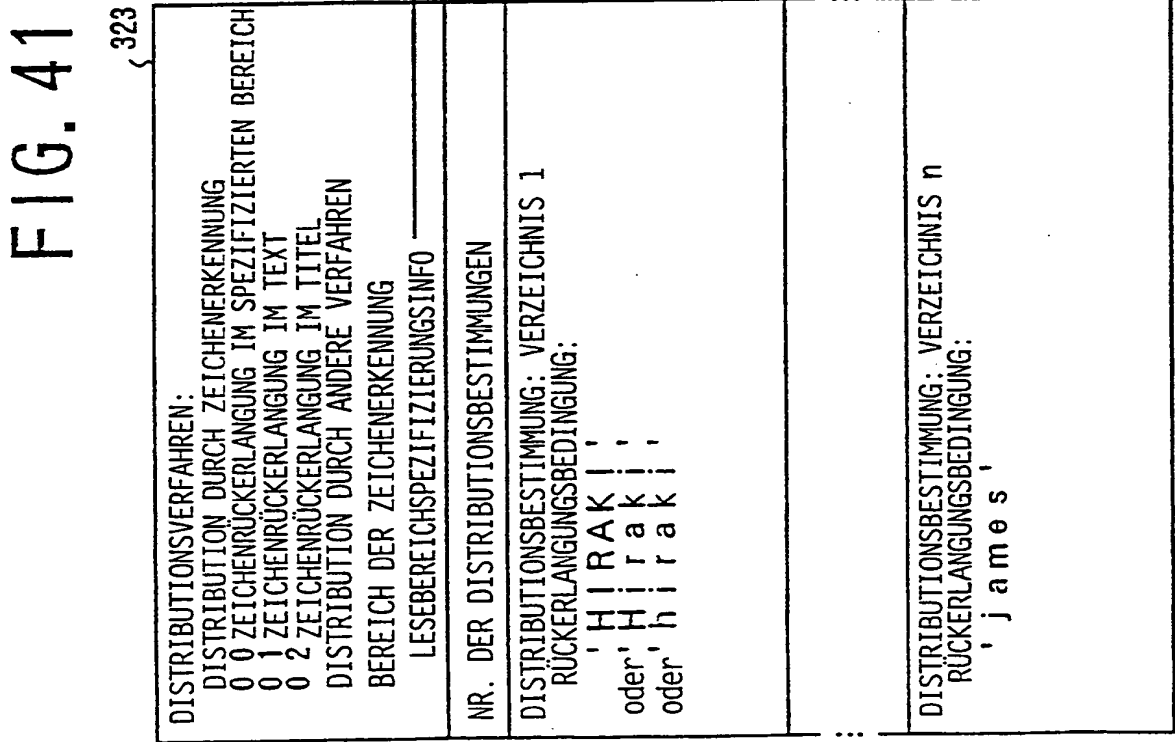 FIG. 41
323
DISTRIBUTIONSVERFAHREN:
DISTRIBUTION DURCH ZEICHENERKENNUNG
0 0 ZEICHENRÜCKERLANGUNG IM SPEZIFIZIERTEN BEREICH
0 1 ZEICHENRÜCKERLANGUNG IM TEXT
0 2 ZEICHENRÜCKERLANGUNG IM TITEL
DISTRIBUTION DURCH ANDERE VERFAHREN
BEREICH DER ZEICHENERKENNUNG
LESEBEREICHSPEZIFIZIERUNGSINFO
NR. DER DISTRIBUTIONSBESTIMMUNGEN
DISTRIBUTIONSBESTIMMUNG: VERZEICHNIS 1
RÜCKERLANGUNGSBEDINGUNG:
'HIRAKI'
oder'Hiraki'
oder'hiraki'
DISTRIBUTIONSBESTIMMUNG: VERZEICHNIS n
RÜCKERLANGUNGSBEDINGUNG:
'james'